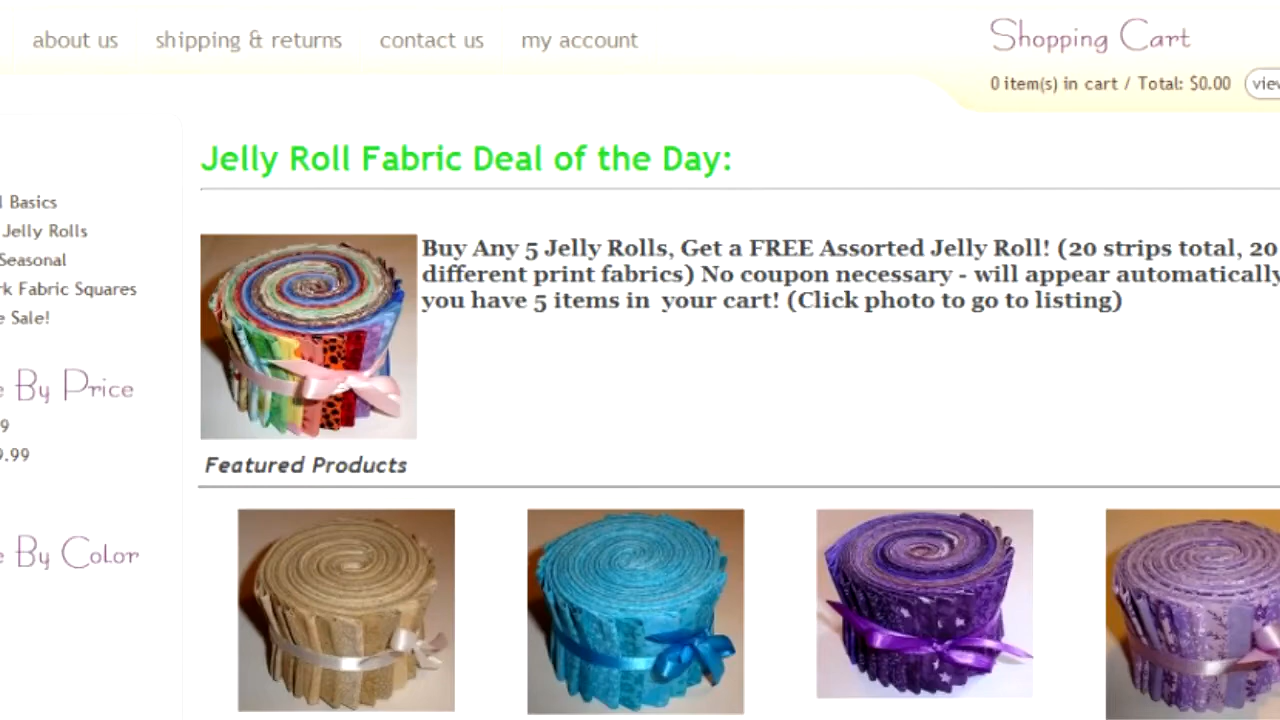 about us shipping & returns contact us my account
Shopping Cart
0 item(s) in cart / Total: $0.00
Jelly Roll Fabric Deal of the Day:
Basics
Jelly Rolls
Seasonal
Fabric Squares
Sale!
By Price
By Color
Buy Any 5 Jelly Rolls, Get a FREE Assorted Jelly Roll! (20 strips total, 20
different print fabrics) No coupon necessary - will appear automatically
you have 5 items in your cart! (Click photo to go to listing)
Featured Products